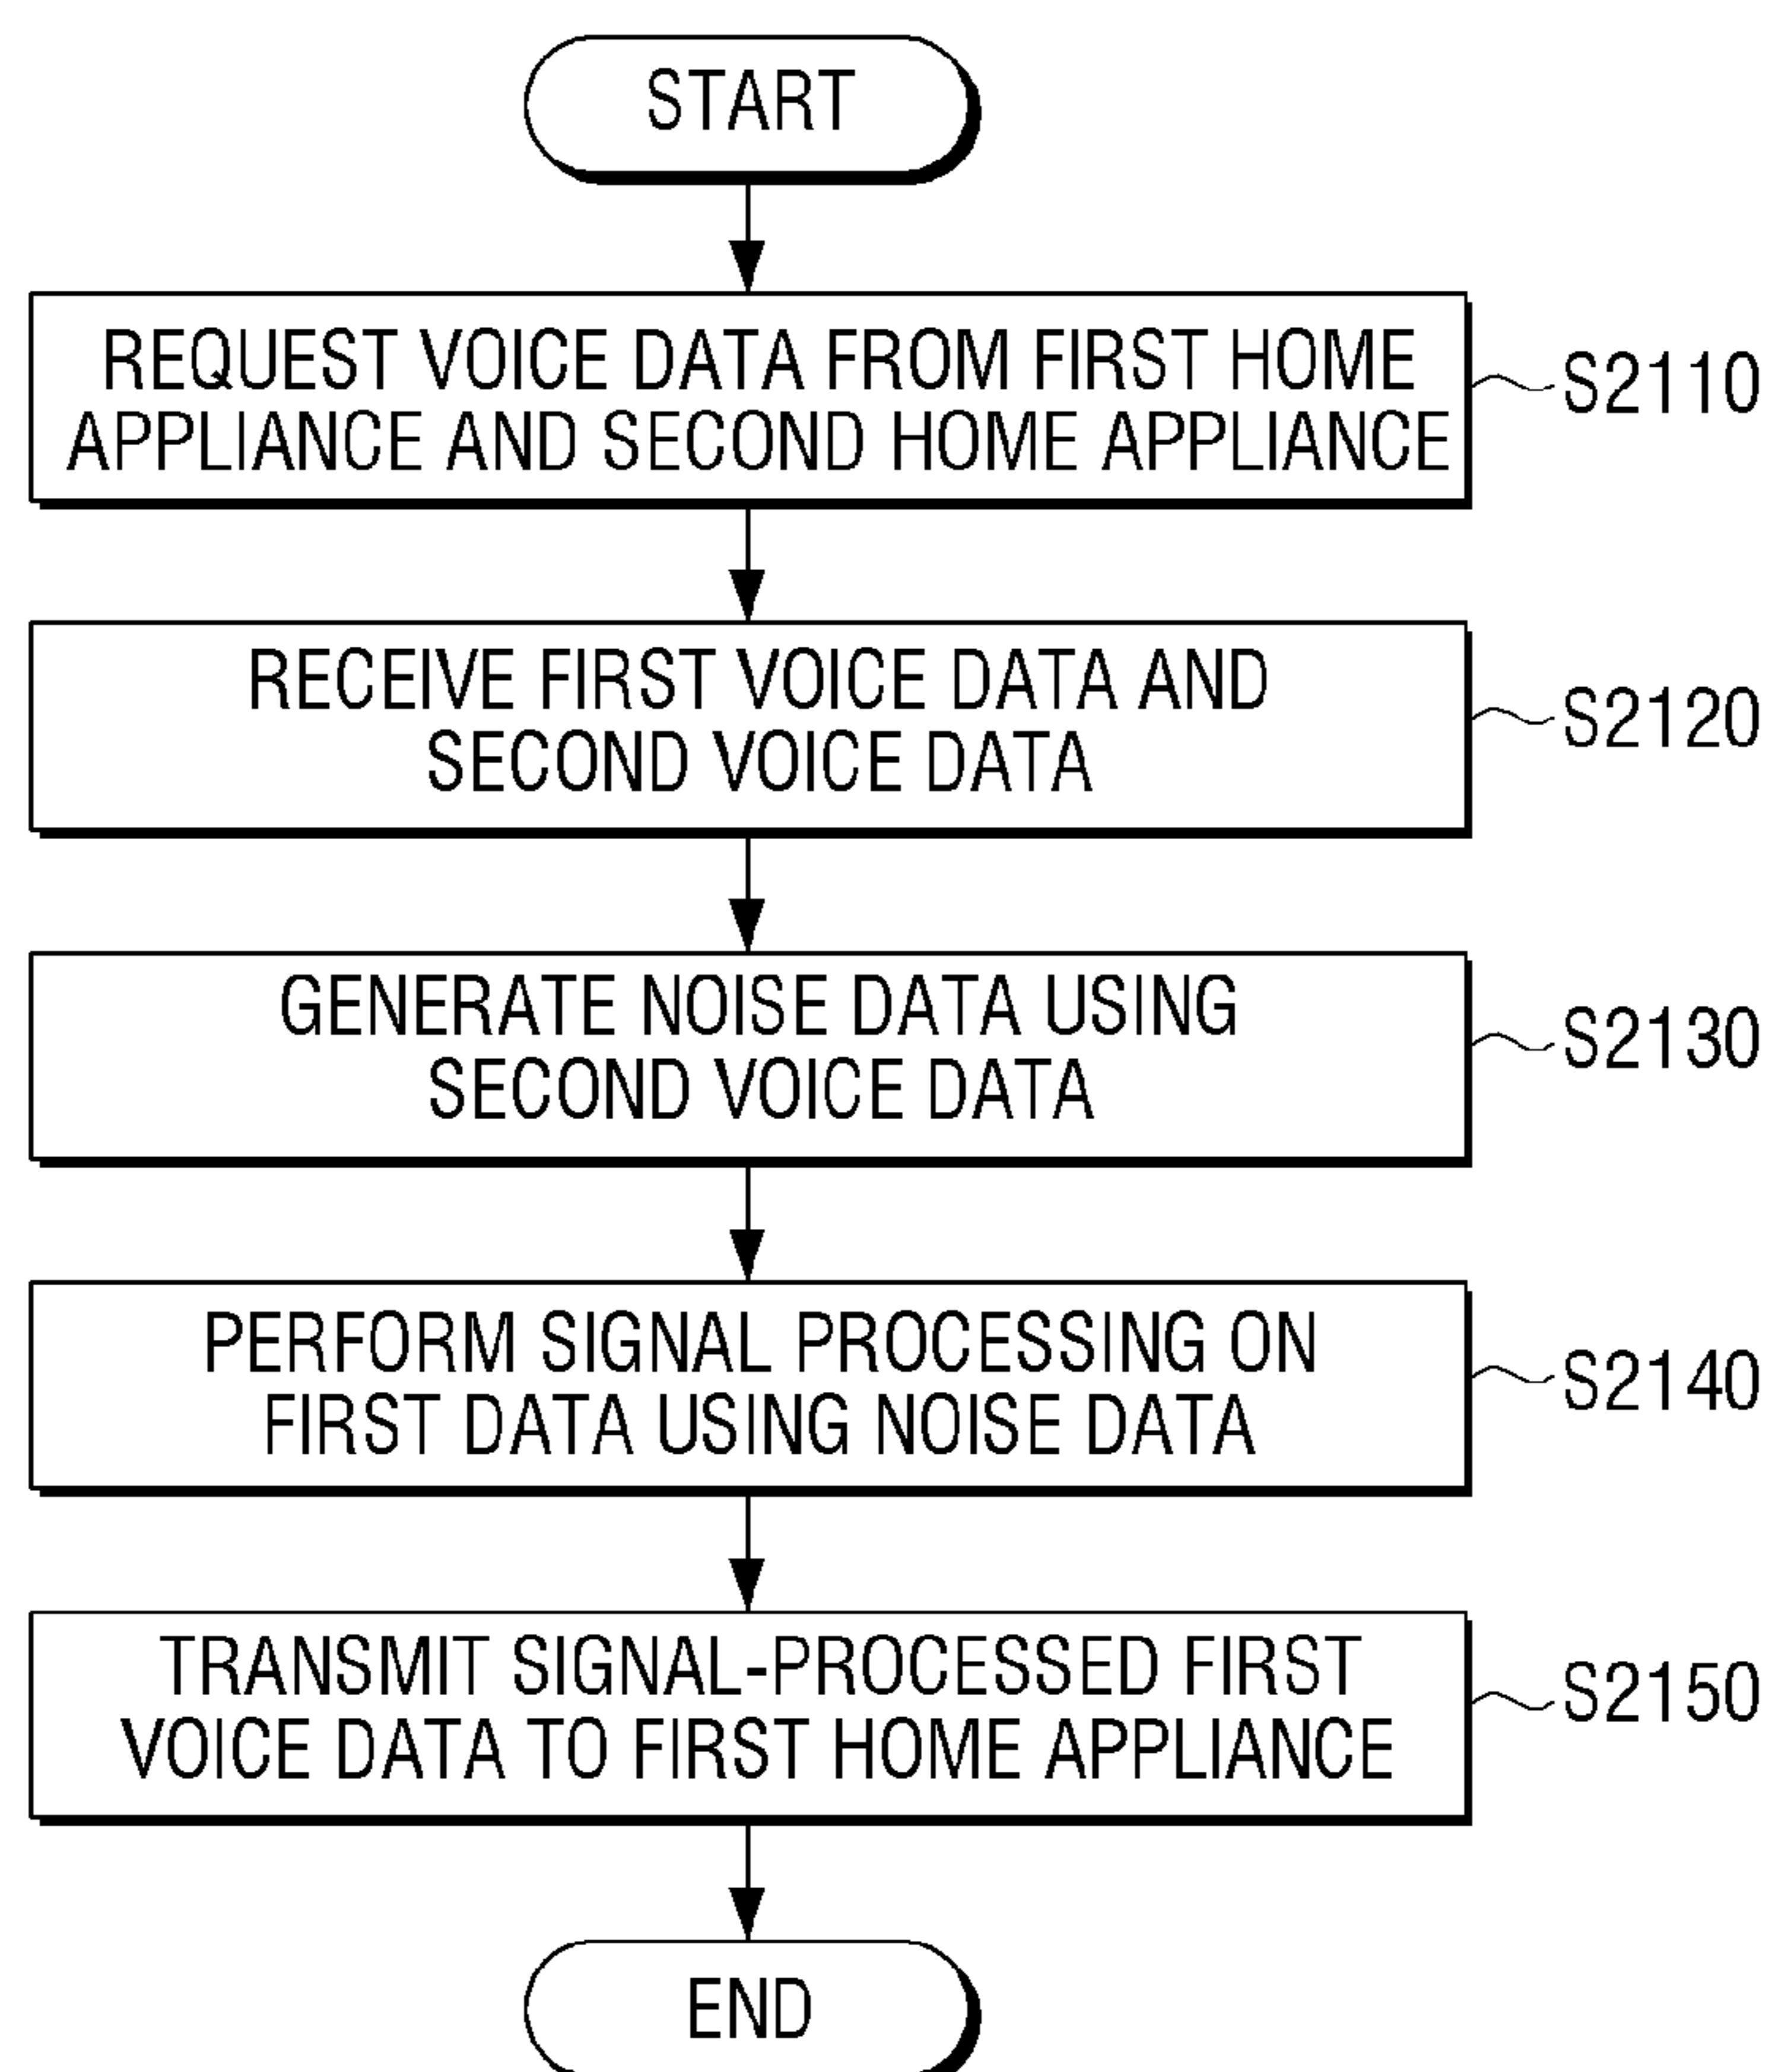 START
REQUEST VOICE DATA FROM FIRST HOME
APPLIANCE AND SECOND HOME APPLIANCE
S2110
RECEIVE FIRST VOICE DATA AND
SECOND VOICE DATA
S2120
GENERATE NOISE DATA USING
SECOND VOICE DATA
S2130
PERFORM SIGNAL PROCESSING ON
FIRST DATA USING NOISE DATA
S2140
TRANSMIT SIGNAL-PROCESSED FIRST
VOICE DATA TO FIRST HOME APPLIANCE
S2150
END